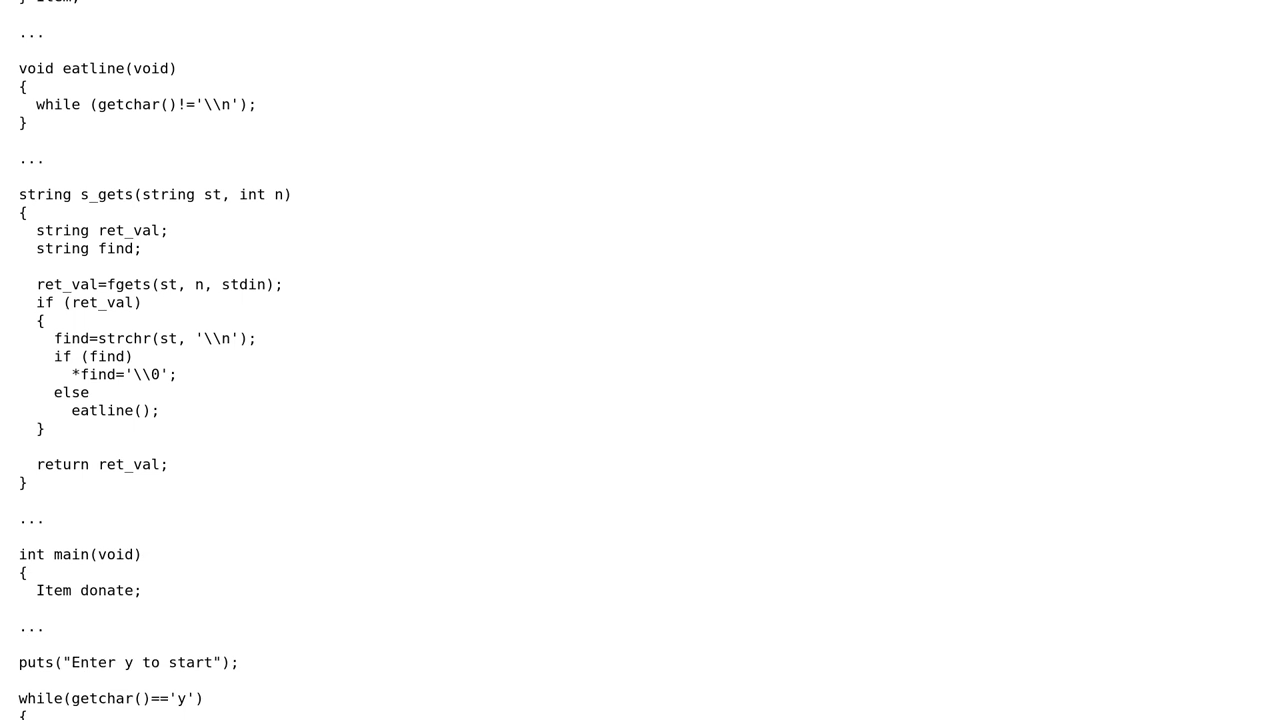 } Item;
...
void eatline(void)
{
  while (getchar()!='\\n');
}
...
string s_gets(string st, int n)
{
  string ret_val;
  string find;
  ret_val=fgets(st, n, stdin);
  if (ret_val)
  {
    find=strchr(st, '\\n');
    if (find)
      *find='\\0';
    else
      eatline();
  }
  return ret_val;
}
...
int main(void)
{
  Item donate;
...
puts("Enter y to start");
while(getchar()=='y')
{